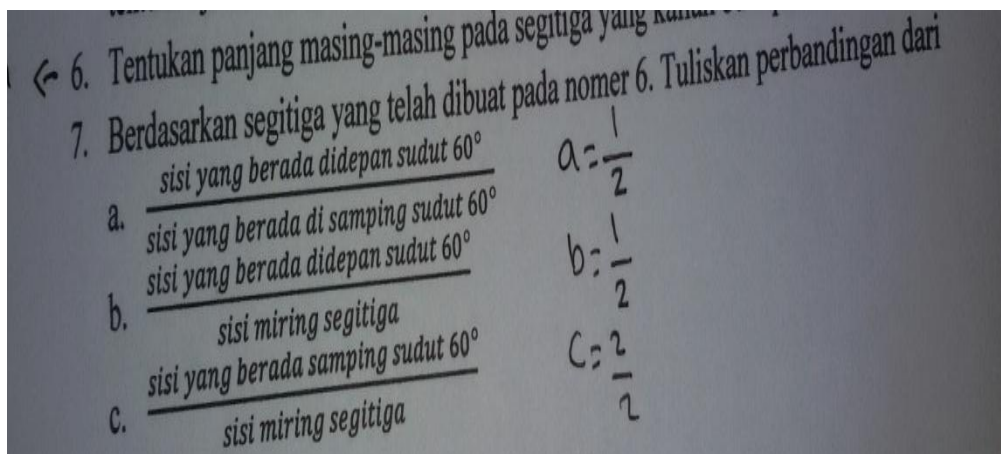 6. Tentukan panjang masing-masing pada segitiga yang
7. Berdasarkan segitiga yang telah dibuat pada nomer 6. Tuliskan perbandingan dari
a. sisi yang berada didepan sudut 60°
sisi yang berada di samping sudut 60°
a = 1/2
b. sisi yang berada didepan sudut 60°
sisi miring segitiga
b = 1/2
c. sisi yang berada samping sudut 60°
sisi miring segitiga
c = 2/2